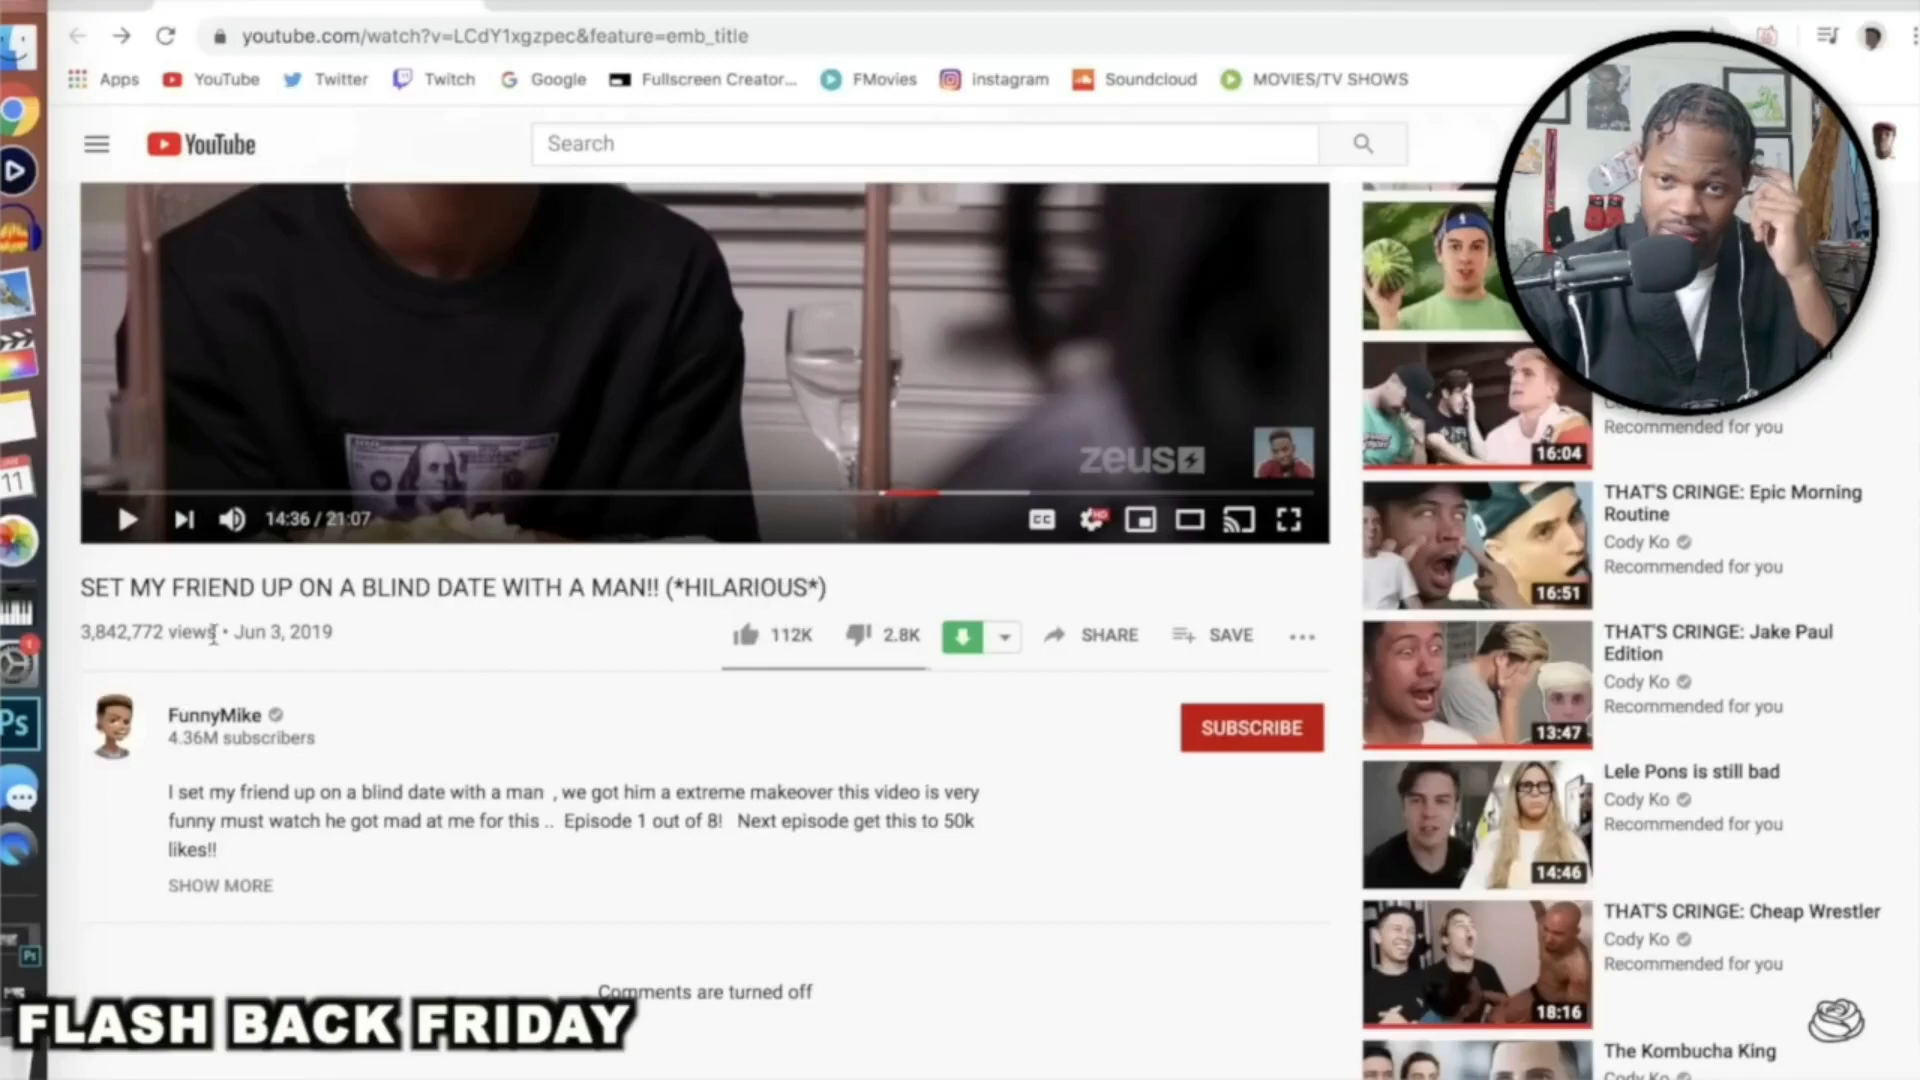 youtube.com/watch?v=LCdY1xgzpec&feature=emb_title
Apps YouTube Twitter Twitch Google Fullscreen Creator... FMovies instagram Soundcloud MOVIES/TV SHOWS
YouTube
Search
zeus
14:36 / 21:07
CC
HD
SET MY FRIEND UP ON A BLIND DATE WITH A MAN!! (*HILARIOUS*)
3,842,772 views • Jun 3, 2019
112K 2.8K SHARE SAVE
FunnyMike
4.36M subscribers
SUBSCRIBE
I set my friend up on a blind date with a man , we got him a extreme makeover this video is very
funny must watch he got mad at me for this .. Episode 1 out of 8! Next episode get this to 50k
likes!!
SHOW MORE
Comments are turned off
FLASH BACK FRIDAY
16:04
Recommended for you
THAT'S CRINGE: Epic Morning
Routine
Cody Ko
Recommended for you
16:51
THAT'S CRINGE: Jake Paul
Edition
Cody Ko
Recommended for you
13:47
Lele Pons is still bad
Cody Ko
Recommended for you
14:46
THAT'S CRINGE: Cheap Wrestler
Cody Ko
Recommended for you
18:16
The Kombucha King
Cody Ko
11
1
Ps
Ps